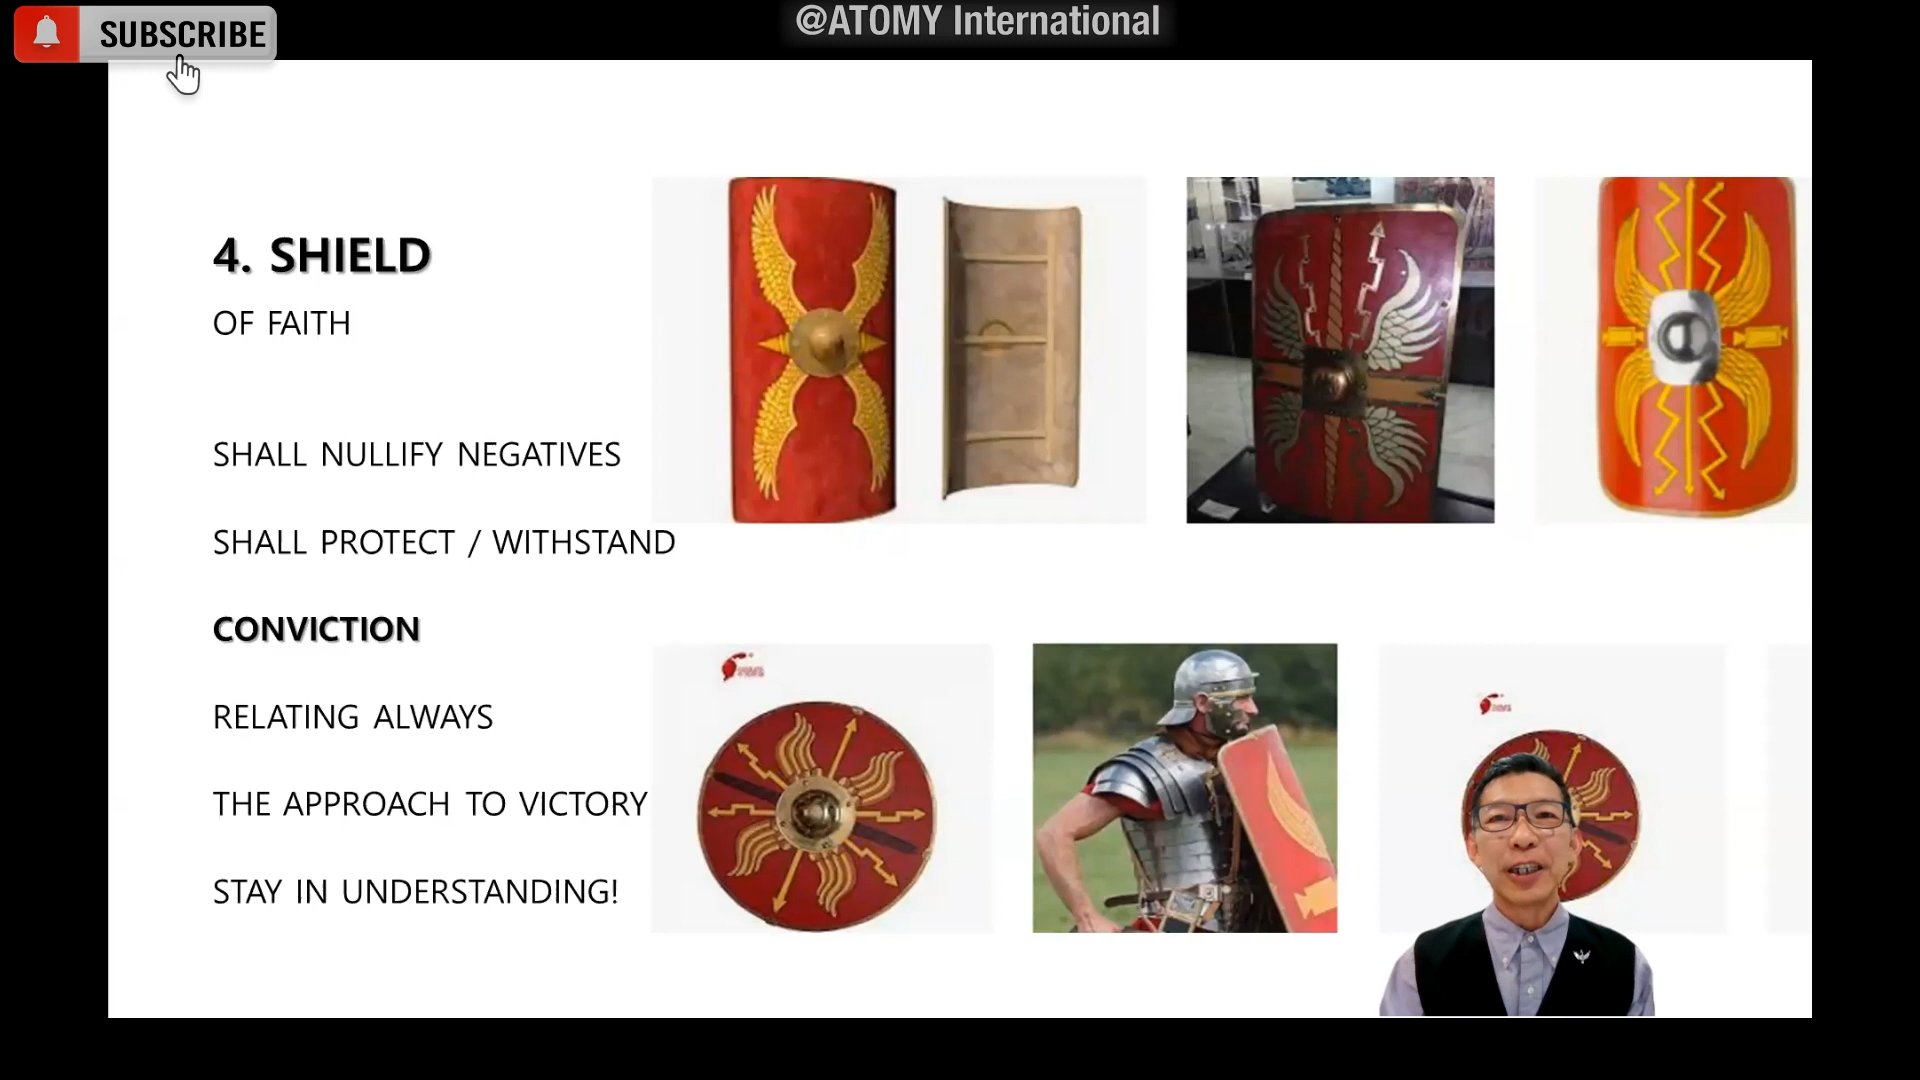 SUBSCRIBE
@ATOMY International
4. SHIELD
OF FAITH
SHALL NULLIFY NEGATIVES
SHALL PROTECT / WITHSTAND
CONVICTION
RELATING ALWAYS
THE APPROACH TO VICTORY
STAY IN UNDERSTANDING!